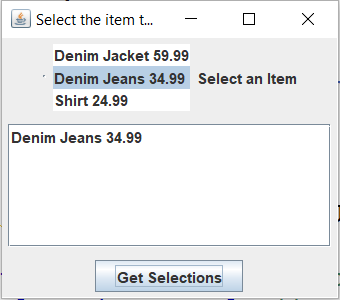 Select the item t...
Denim Jacket 59.99
Denim Jeans 34.99 Select an Item
Shirt 24.99
Denim Jeans 34.99
Get Selections